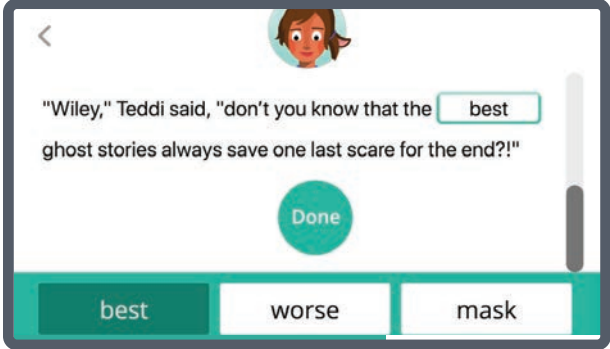 "Wiley," Teddi said, "don’t you know that the best
ghost stories always save one last scare for the end?!"
Done
best worse mask